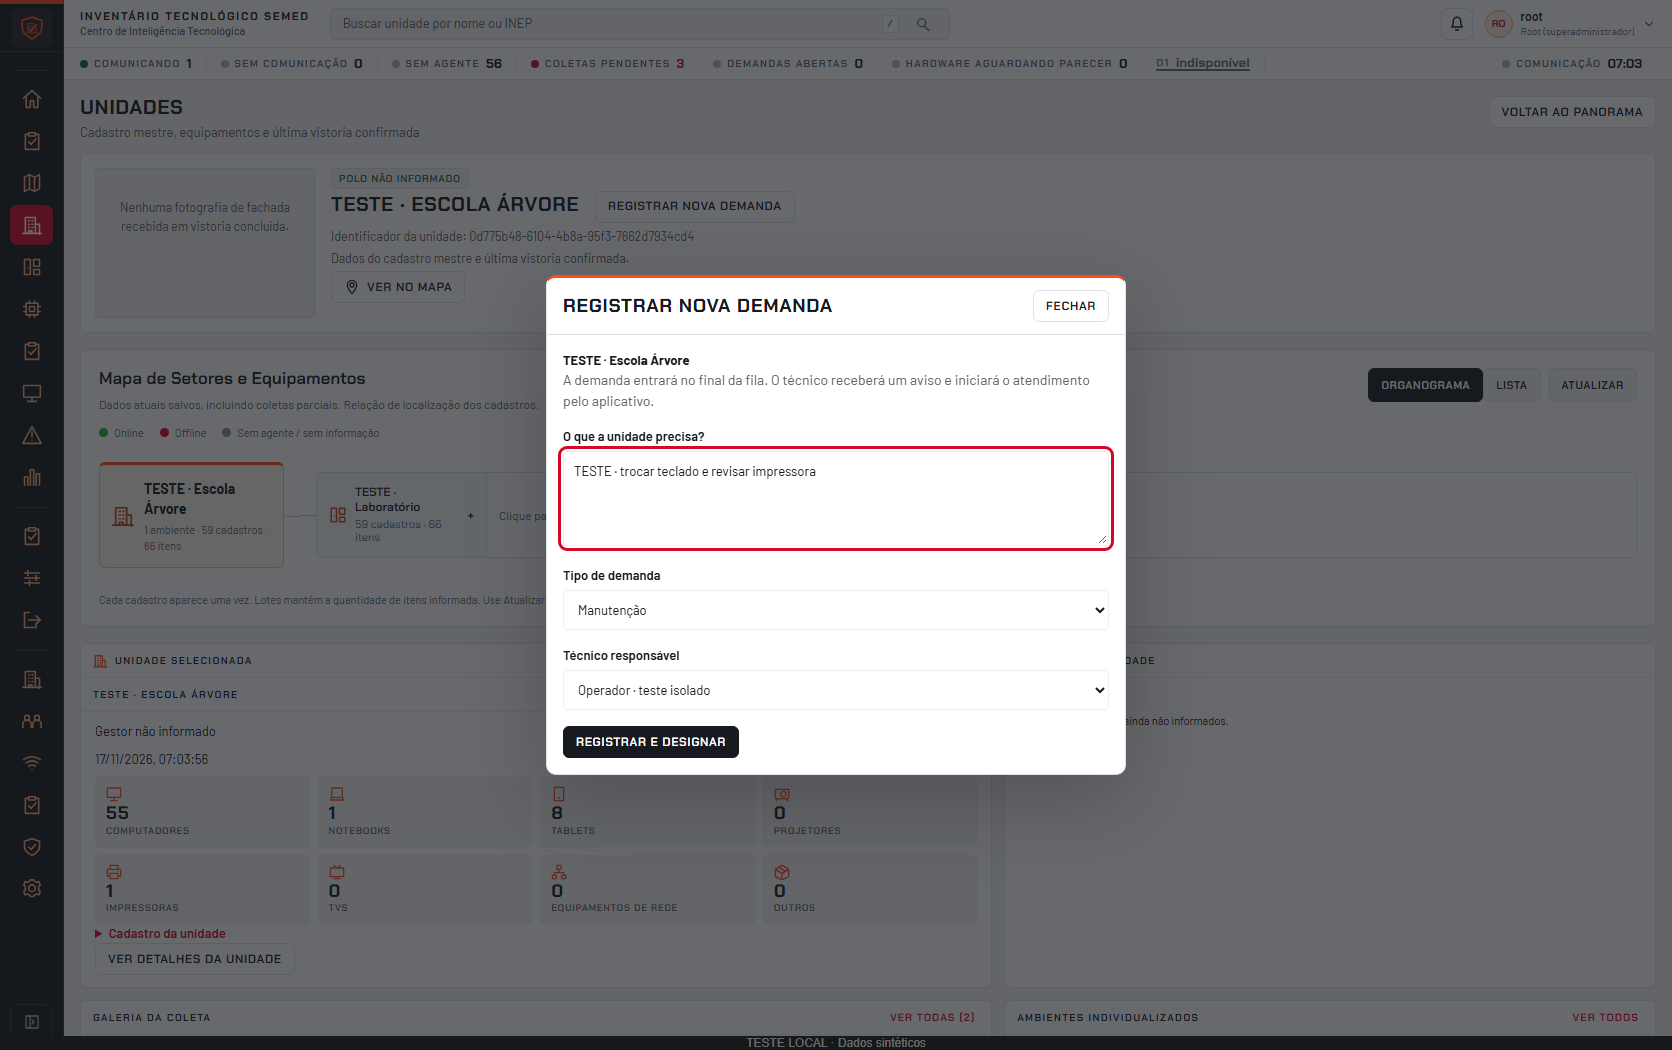 INVENTÁRIO TECNOLÓGICO SEMED
Centro de Inteligência Tecnológica
Buscar unidade por nome ou INEP
/
RO
root
Root (superadministrador)
COMUNICANDO 1
SEM COMUNICAÇÃO 0
SEM AGENTE 56
COLETAS PENDENTES 3
DEMANDAS ABERTAS 0
HARDWARE AGUARDANDO PARECER 0
D1 indisponível
COMUNICAÇÃO 07:03
UNIDADES
Cadastro mestre, equipamentos e última vistoria confirmada
VOLTAR AO PANORAMA
Nenhuma fotografia de fachada
recebida em vistoria concluída.
POLO NÃO INFORMADO
TESTE · ESCOLA ÁRVORE
REGISTRAR NOVA DEMANDA
Identificador da unidade: 0d775b48-6104-4b8a-95f3-7662d7934cd4
Dados do cadastro mestre e última vistoria confirmada.
VER NO MAPA
REGISTRAR NOVA DEMANDA
FECHAR
TESTE · Escola Árvore
A demanda entrará no final da fila. O técnico receberá um aviso e iniciará o atendimento
pelo aplicativo.
O que a unidade precisa?
TESTE · trocar teclado e revisar impressora
Tipo de demanda
Manutenção
Técnico responsável
Operador · teste isolado
REGISTRAR E DESIGNAR
Mapa de Setores e Equipamentos
Dados atuais salvos, incluindo coletas parciais. Relação de localização dos cadastros.
ORGANOGRAMA
LISTA
ATUALIZAR
Online
Offline
Sem agente / sem informação
TESTE · Escola
Árvore
1 ambiente · 59 cadastros ·
66 itens
TESTE ·
Laboratório
59 cadastros · 66
itens
+
Clique pa
Cada cadastro aparece uma vez. Lotes mantêm a quantidade de itens informada. Use Atualizar
UNIDADE SELECIONADA
TESTE · ESCOLA ÁRVORE
Gestor não informado
17/11/2026, 07:03:56
55
COMPUTADORES
1
NOTEBOOKS
8
TABLETS
0
PROJETORES
1
IMPRESSORAS
0
TVS
0
EQUIPAMENTOS DE REDE
0
OUTROS
Cadastro da unidade
VER DETALHES DA UNIDADE
DADE
ainda não informados.
GALERIA DA COLETA
VER TODAS (2)
AMBIENTES INDIVIDUALIZADOS
VER TODOS
TESTE LOCAL · Dados sintéticos